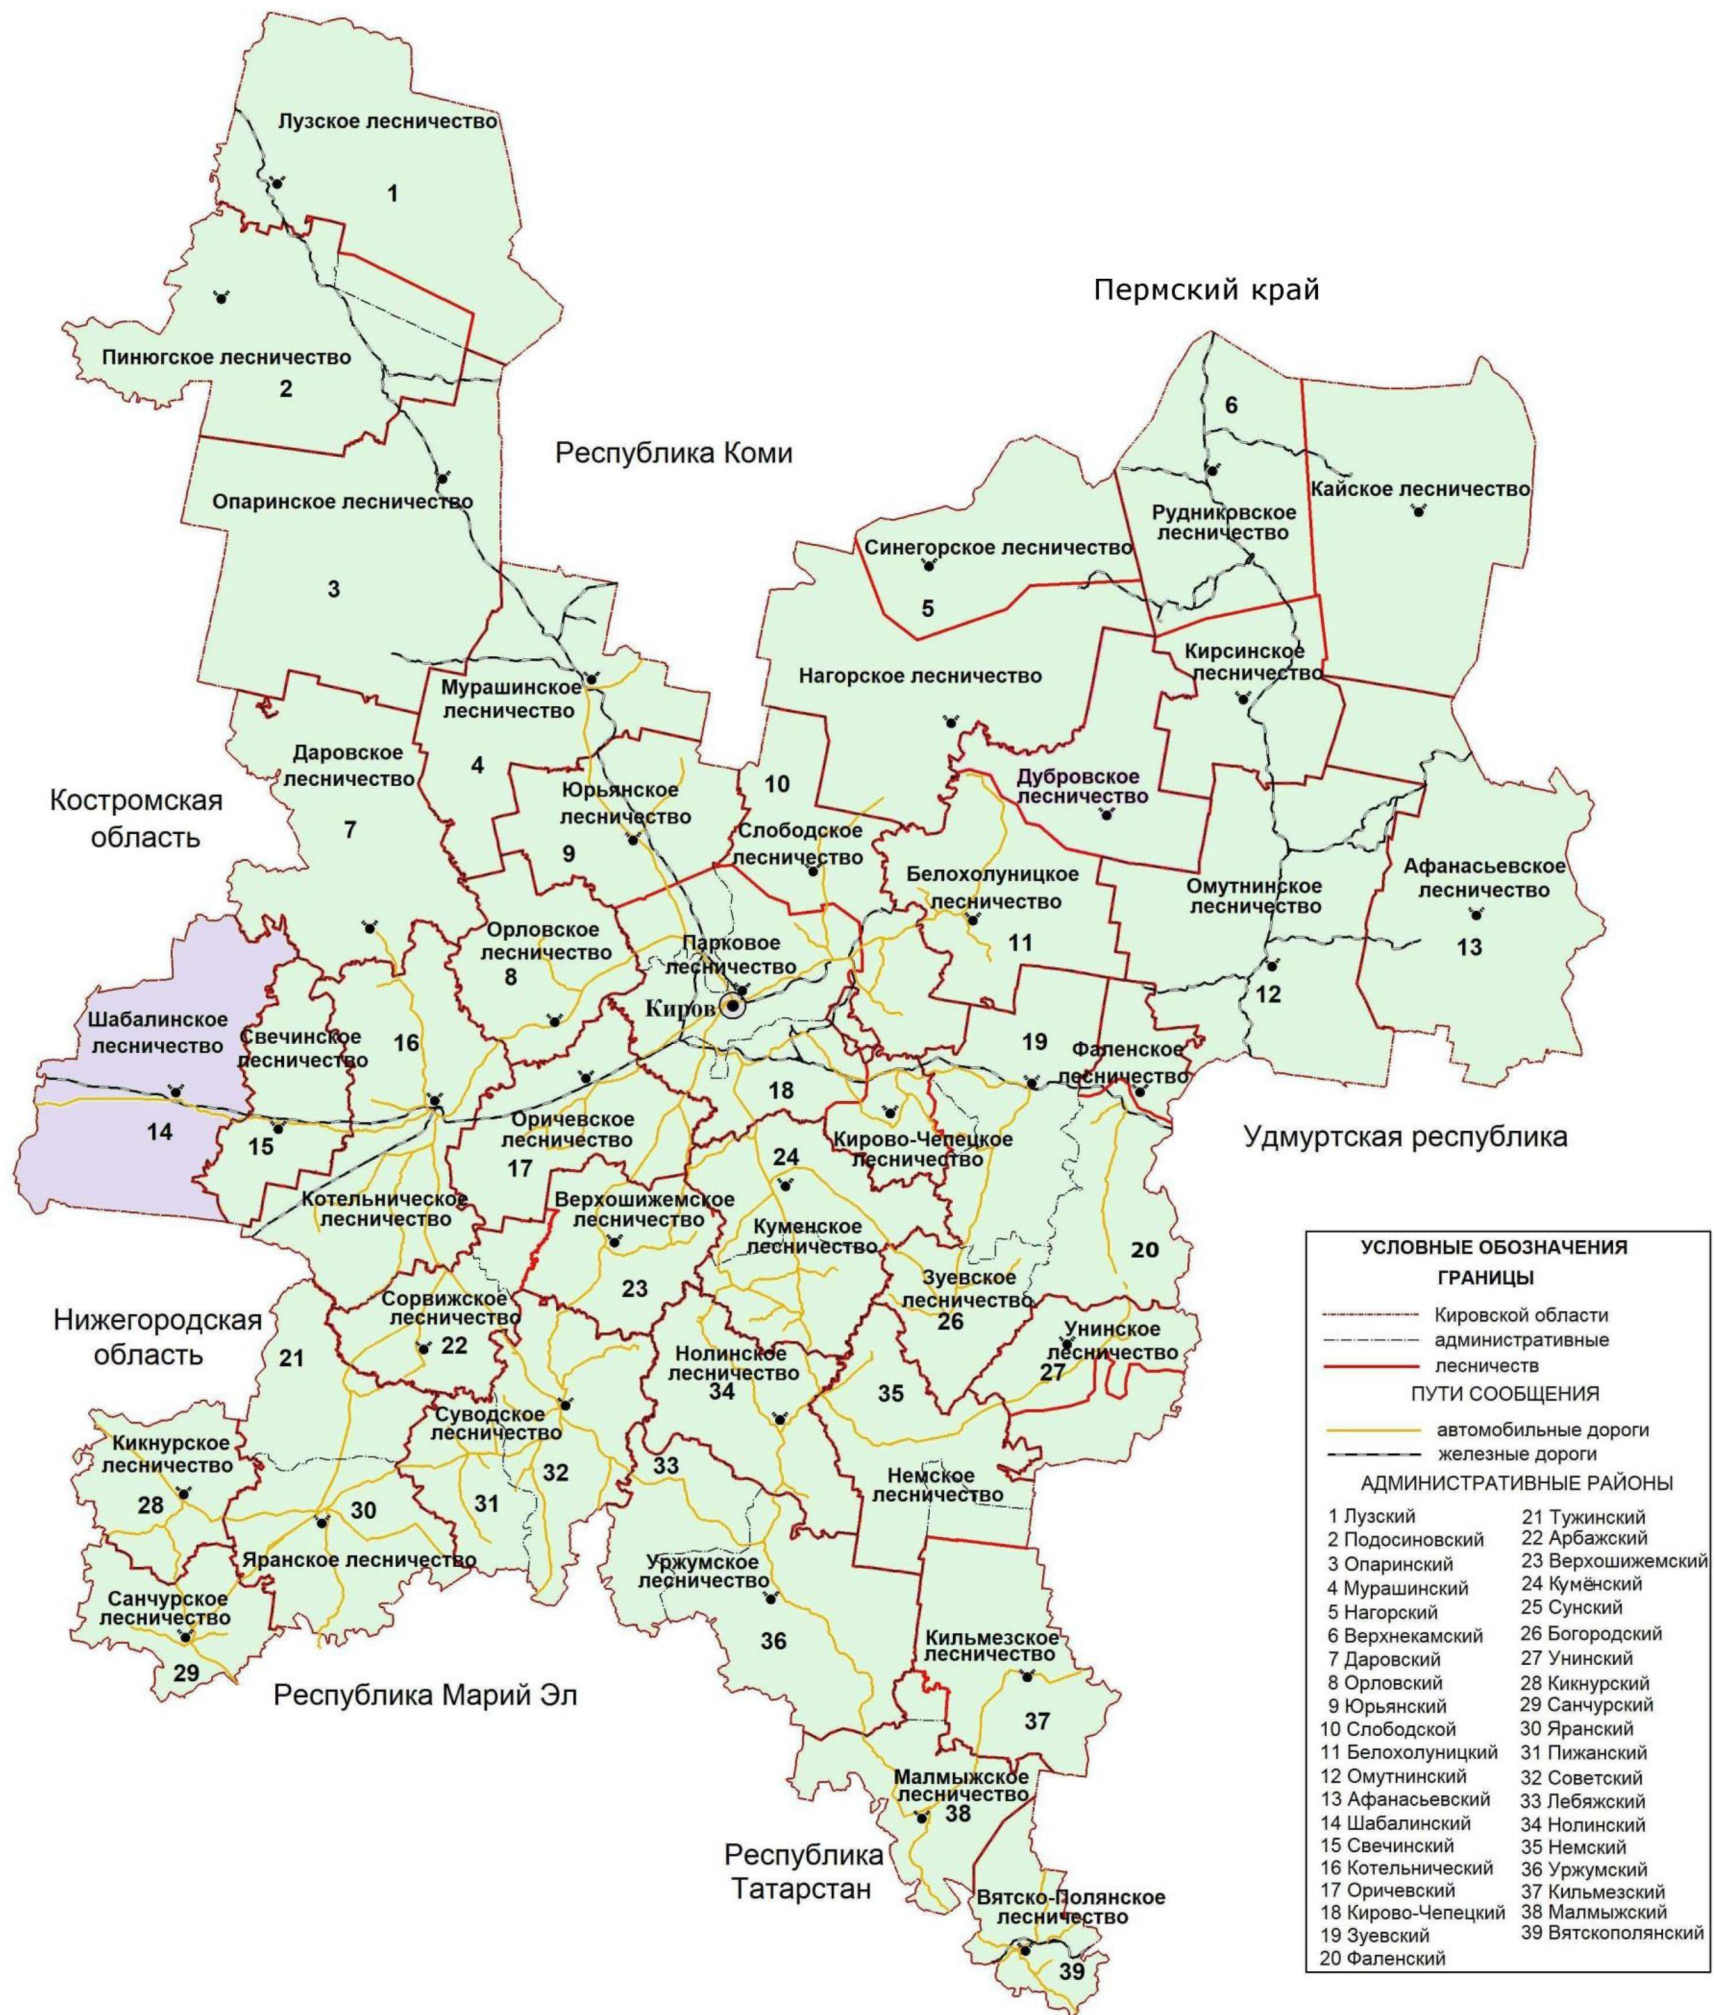 Лузское лесничество
1
Пермский край
Пинюгское лесничество
2
6
Республика Коми
Кайское лесничество
Опаринское лесничество
Рудниковское
лесничество
Синегорское лесничество
3
5
Нагорское лесничество
Кирсинское
лесничество
Мурашинское
лесничество
4
Даровское
лесничество
7
Костромская
область
10
Юрьянское
лесничество
9
Дубровское
лесничество
Слободское
лесничество
Белохолуницкое
лесничество
11
Омутнинское
лесничество
12
Афанасьевское
лесничество
13
Орловское
лесничество
8
Парковое
лесничество
Киров
Шабалинское
лесничество
14
Свечинское
лесничество
15
16
19
Фаленское
лесничество
18
Оричевское
лесничество
17
Кирово-Чепецкое
лесничество
Удмуртская республика
24
Котельническое
лесничество
Верхошижемское
лесничество
23
Куменское
лесничество
20
Зуевское
лесничество
26
Нижегородская
область
Сорвижское
лесничество
22
21
Унинское
лесничество
27
Нолинское
лесничество
34
35
Суводское
лесничество
Кикнурское
лесничество
28
33
32
31
Немское
лесничество
30
Яранское лесничество
Уржумское
лесничество
36
Санчурское
лесничество
29
Кильмезское
лесничество
37
Республика Марий Эл
Малмыжское
лесничество
38
Республика
Татарстан
Вятско-Полянское
лесничество
39
УСЛОВНЫЕ ОБОЗНАЧЕНИЯ
ГРАНИЦЫ
Кировской области
административные
лесничеств
ПУТИ СООБЩЕНИЯ
автомобильные дороги
железные дороги
АДМИНИСТРАТИВНЫЕ РАЙОНЫ
1 Лузский
2 Подосиновский
3 Опаринский
4 Мурашинский
5 Нагорский
6 Верхнекамский
7 Даровский
8 Орловский
9 Юрьянский
10 Слободской
11 Белохолуницкий
12 Омутнинский
13 Афанасьевский
14 Шабалинский
15 Свечинский
16 Котельнический
17 Оричевский
18 Кирово-Чепецкий
19 Зуевский
20 Фаленский
21 Тужинский
22 Арбажский
23 Верхошижемский
24 Кумёнский
25 Сунский
26 Богородский
27 Унинский
28 Кикнурский
29 Санчурский
30 Яранский
31 Пижанский
32 Советский
33 Лебяжский
34 Нолинский
35 Немский
36 Уржумский
37 Кильмезский
38 Малмыжский
39 Вятскополянский